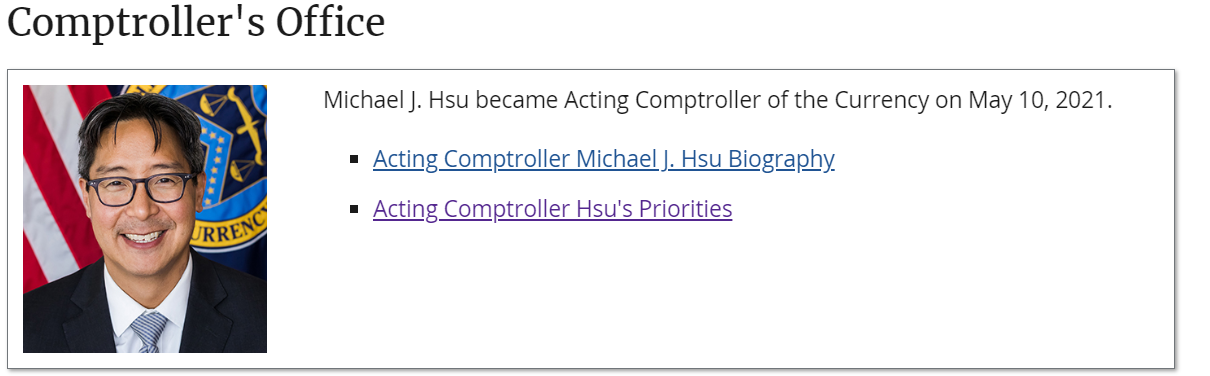 Comptroller's Office
Michael J. Hsu became Acting Comptroller of the Currency on May 10, 2021.
Acting Comptroller Michael J. Hsu Biography
Acting Comptroller Hsu's Priorities
URRENC